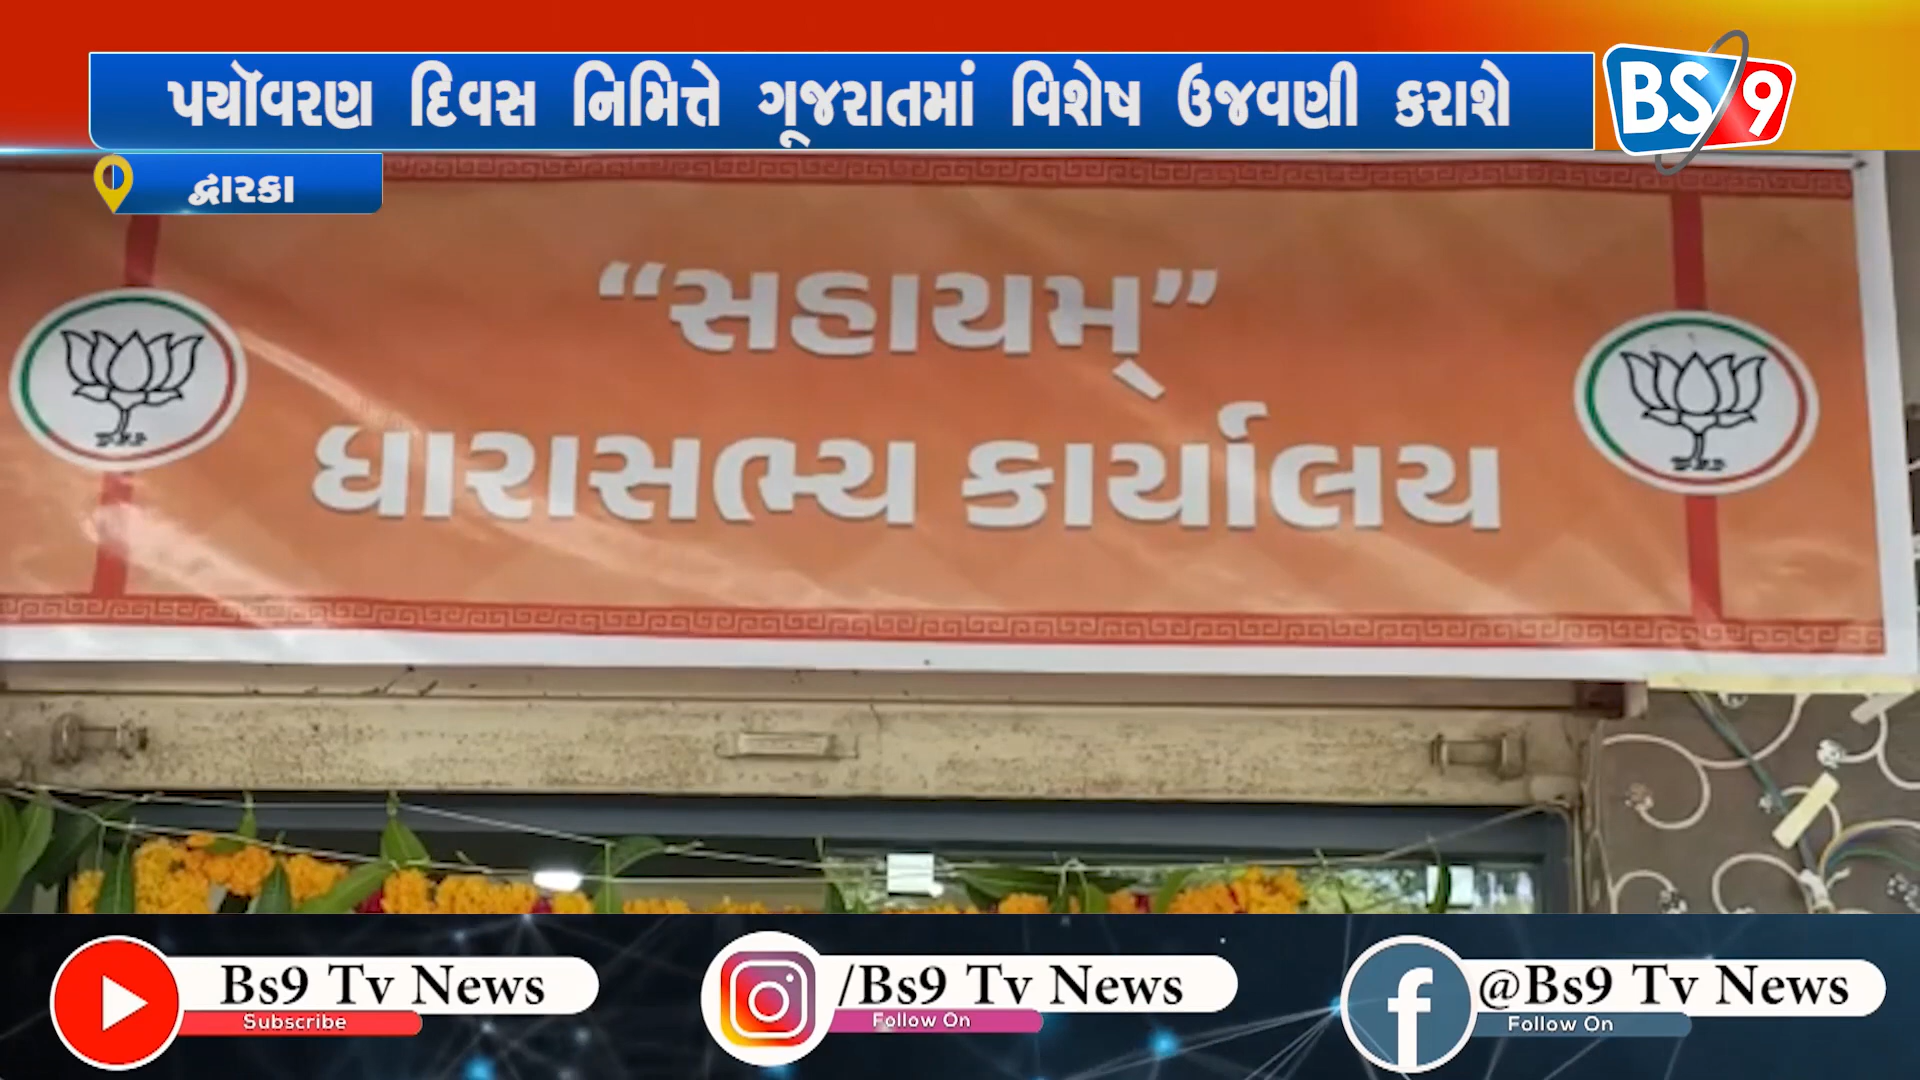 પર્યાવરણ દિવસ નિમિત્તે ગુજરાતમાં વિશેષ ઉજવણી કરાશે
BS9
દ્વારકા
“સહાયમ્”
ધારાસભ્ય કાર્યાલય
Bs9 Tv News
Subscribe
/Bs9 Tv News
Follow On
@Bs9 Tv News
Follow On